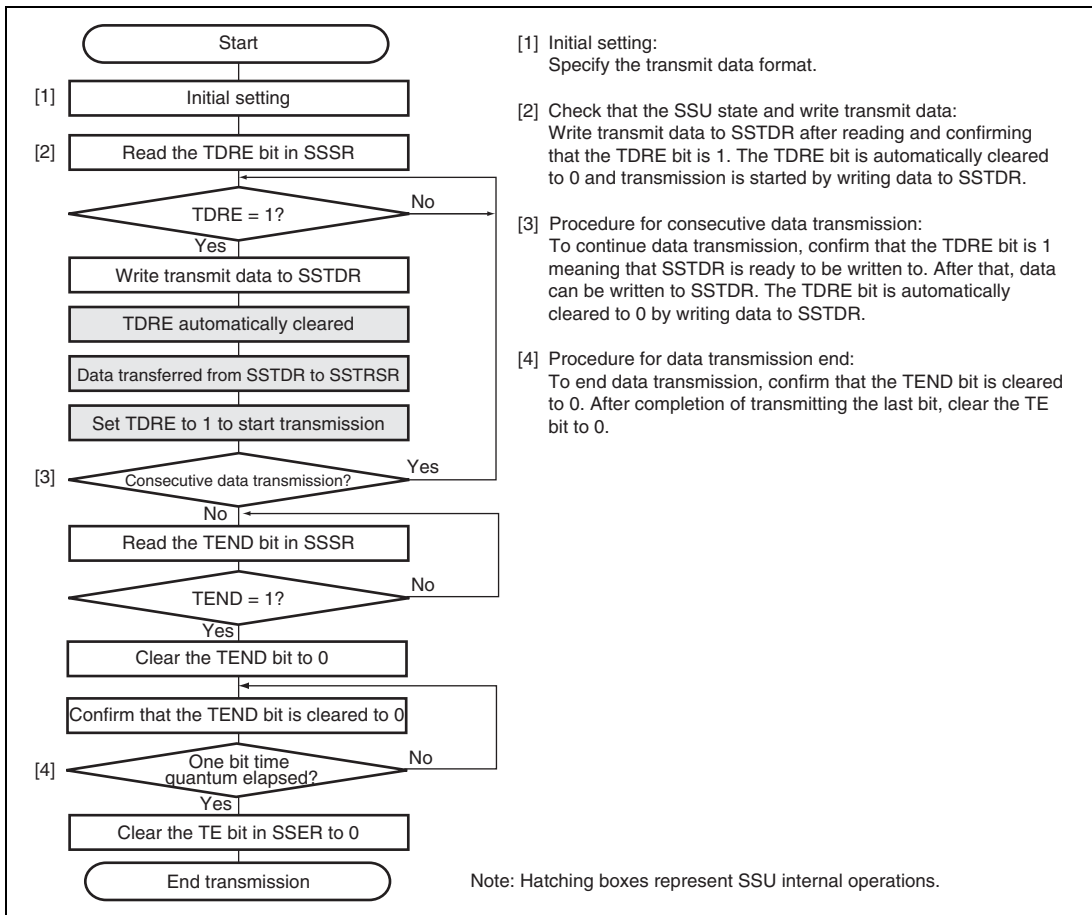 Start
[1] Initial setting
[2] Read the TDRE bit in SSSR
TDRE = 1?
No
Yes
Write transmit data to SSTDR
TDRE automatically cleared
Data transferred from SSTDR to SSTRSR
Set TDRE to 1 to start transmission
[3] Consecutive data transmission?
Yes
No
Read the TEND bit in SSSR
TEND = 1?
No
Yes
Clear the TEND bit to 0
Confirm that the TEND bit is cleared to 0
[4] One bit time
quantum elapsed?
No
Yes
Clear the TE bit in SSER to 0
End transmission
[1] Initial setting:
Specify the transmit data format.
[2] Check that the SSU state and write transmit data:
Write transmit data to SSTDR after reading and confirming
that the TDRE bit is 1. The TDRE bit is automatically cleared
to 0 and transmission is started by writing data to SSTDR.
[3] Procedure for consecutive data transmission:
To continue data transmission, confirm that the TDRE bit is 1
meaning that SSTDR is ready to be written to. After that, data
can be written to SSTDR. The TDRE bit is automatically
cleared to 0 by writing data to SSTDR.
[4] Procedure for data transmission end:
To end data transmission, confirm that the TEND bit is cleared
to 0. After completion of transmitting the last bit, clear the TE
bit to 0.
Note: Hatching boxes represent SSU internal operations.